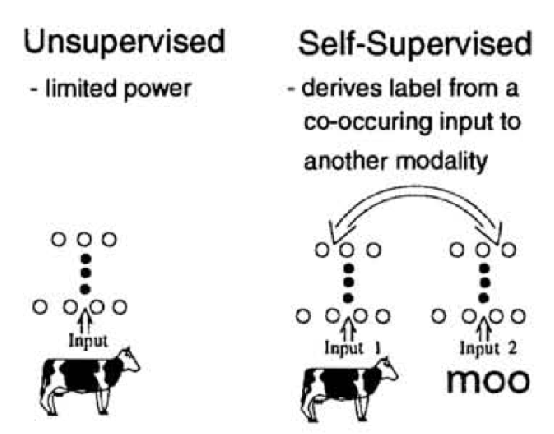 Unsupervised
- limited power
Input
Self-Supervised
- derives label from a
co-occuring input to
another modality
Input 1
Input 2
moo